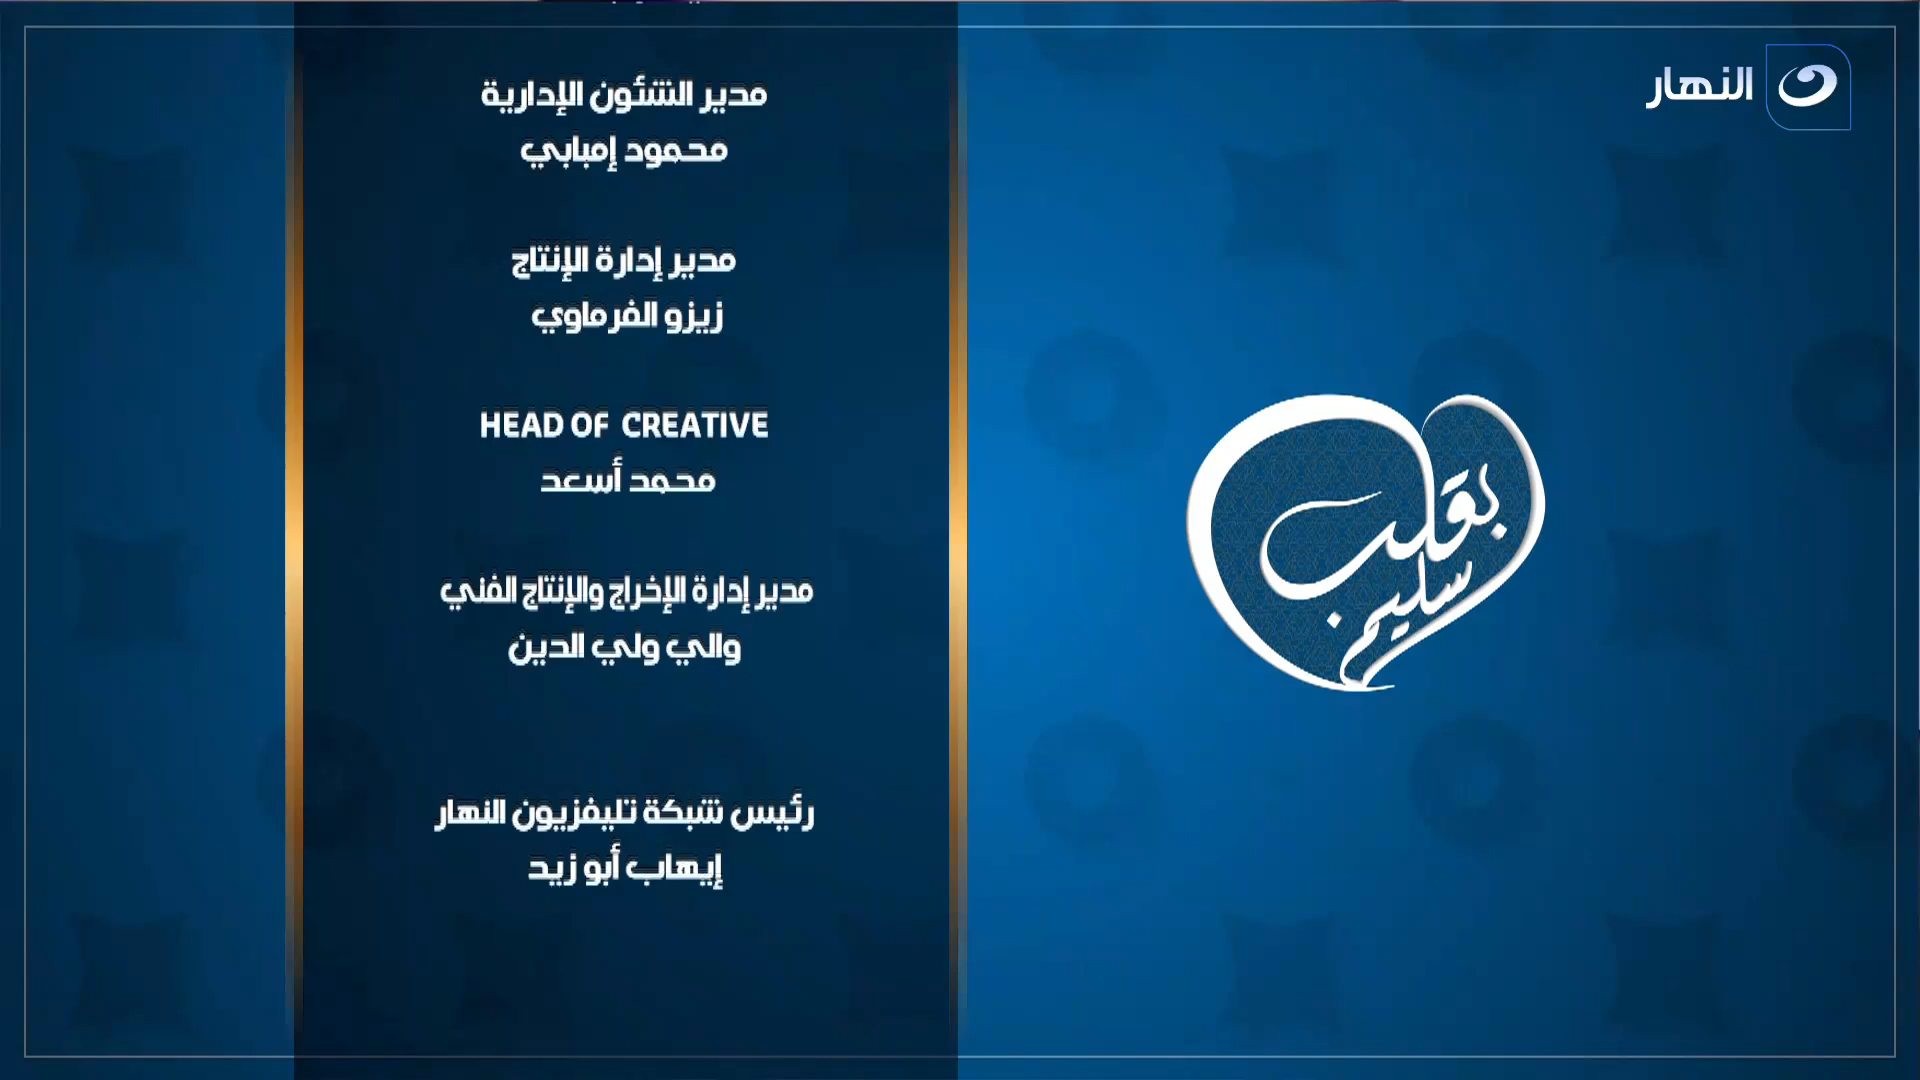 النهار
مدير الشئون الإدارية
محمود إمبابي
مدير إدارة الإنتاج
زيزو الفرماوي
HEAD OF CREATIVE
محمد أسعد
مدير إدارة الإخراج والإنتاج الفني
والي ولي الدين
رئيس شبكة تليفزيون النهار
إيهاب أبو زيد
بقلب
سليم